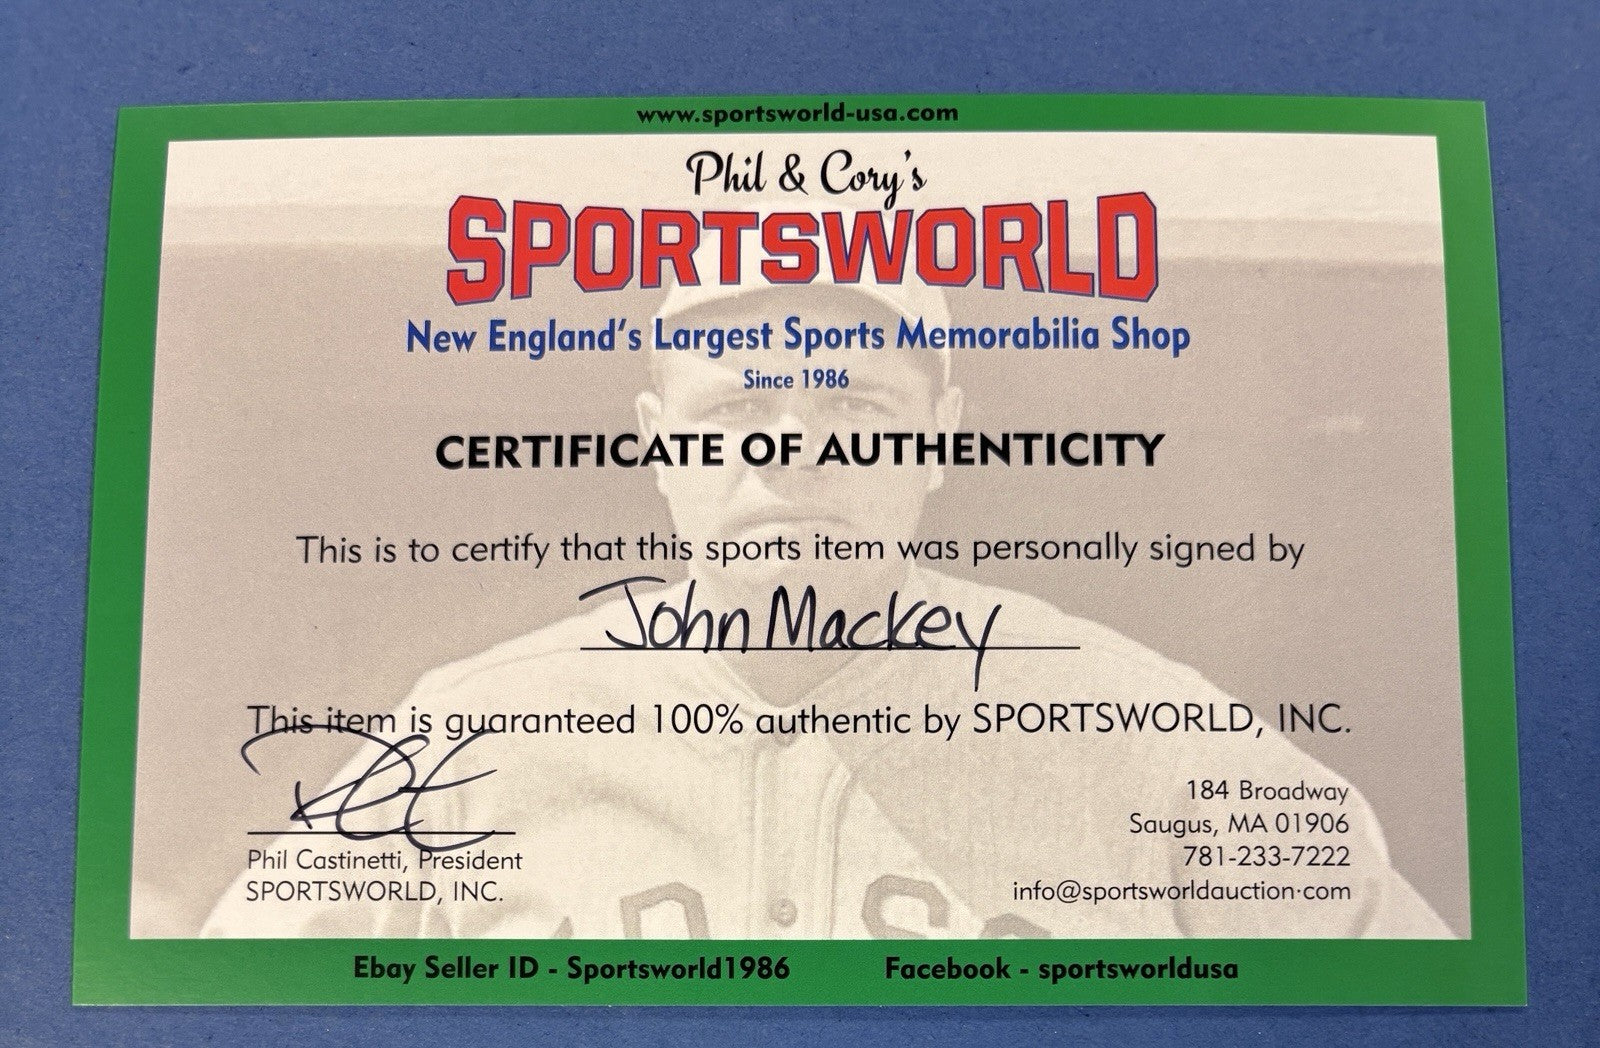 www.sportsworld-usa.com
Phil & Cory's
SPORTSWORLD
New England's Largest Sports Memorabilia Shop
Since 1986
CERTIFICATE OF AUTHENTICITY
This is to certify that this sports item was personally signed by
John Mackey
This item is guaranteed 100% authentic by SPORTSWORLD, INC.
Phil Castinetti, President
SPORTSWORLD, INC.
184 Broadway
Saugus, MA 01906
781-233-7222
info@sportsworldauction·com
Ebay Seller ID - Sportsworld1986
Facebook - sportsworldusa